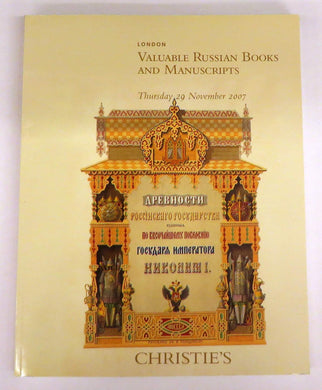 LONDON
VALUABLE RUSSIAN BOOKS
AND MANUSCRIPTS
Thursday 29 November 2007
ДРЕВНОСТИ
РОССІЙСКАГО ГОСУДАРСТВА
ПО ВЫСОЧАЙШЕМУ ПОВЕЛѢНІЮ
ГОСУДАРЯ ИМПЕРАТОРА
НИКОЛАЯ I.
CHRISTIE'S